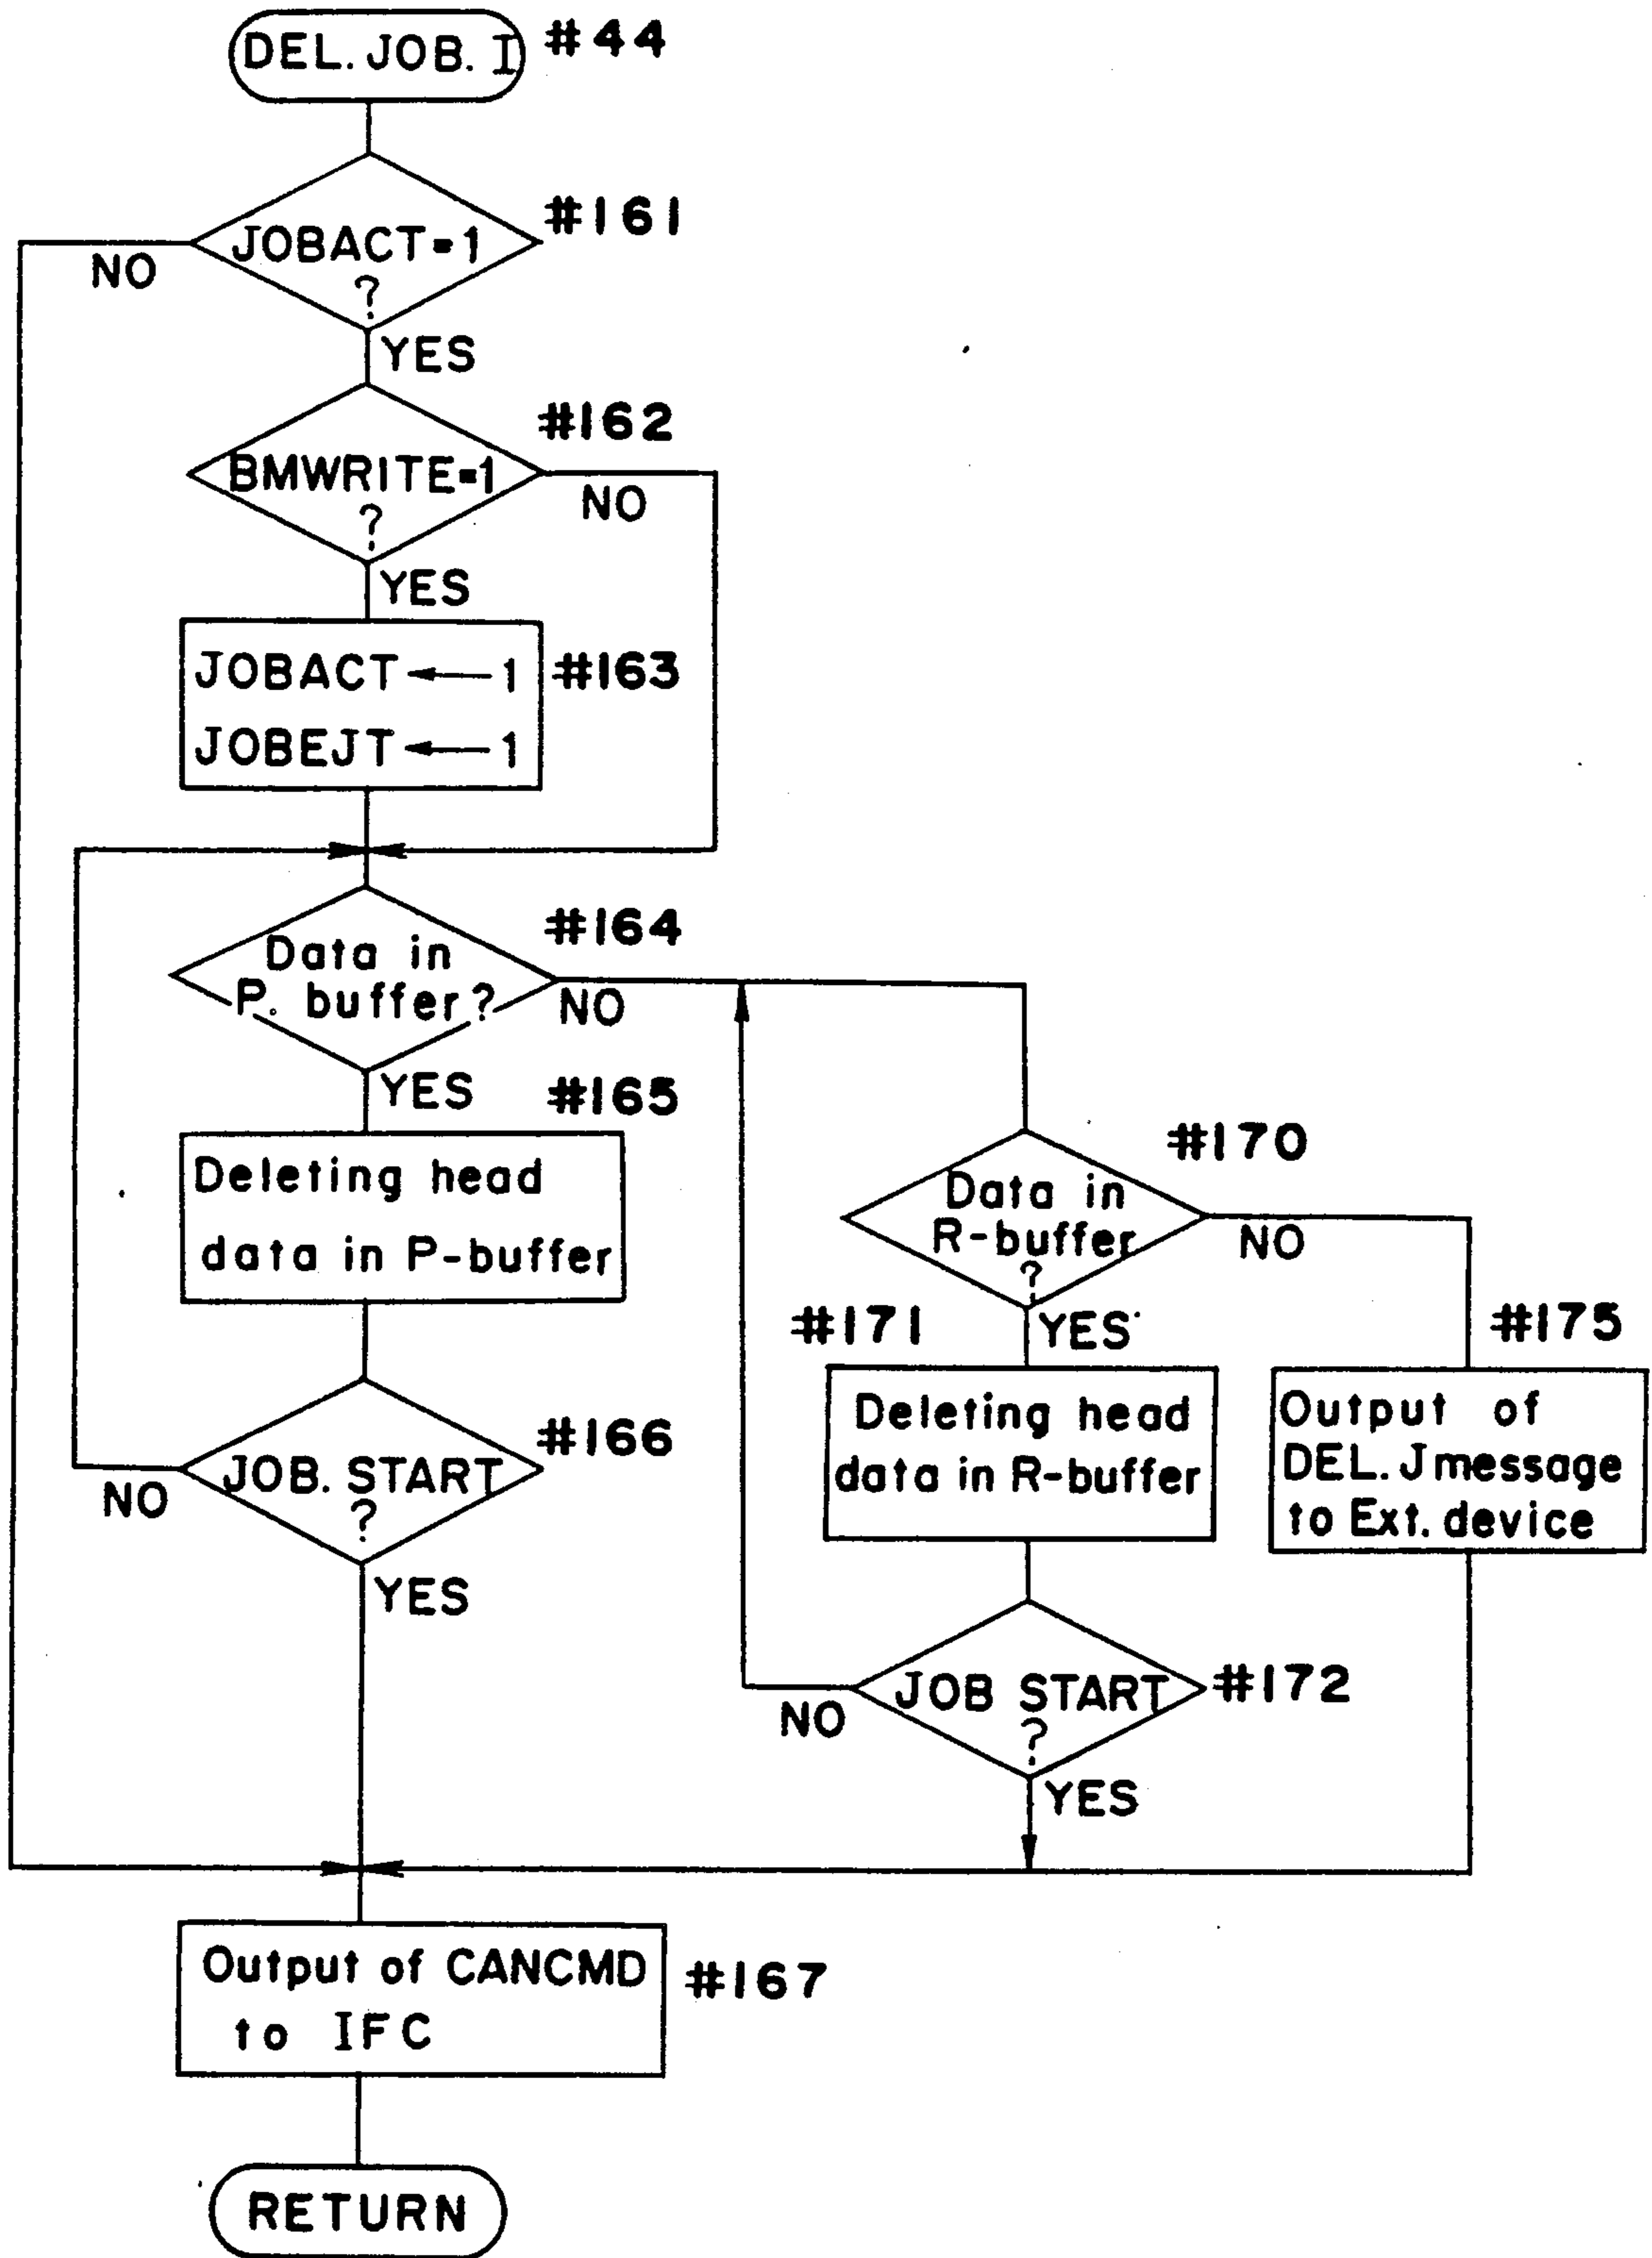 DEL. JOB. I #44
JOBACT=1
?
#161
NO
YES
#162
BMWRITE=1
?
NO
YES
JOBACT ← 1
JOBEJT ← 1
#163
#164
Data in
P. buffer?
NO
YES
#165
Deleting head
data in P-buffer
#170
Data in
R-buffer
?
NO
YES
#171
#175
Deleting head
data in R-buffer
Output of
DEL. J message
to Ext. device
#166
JOB. START
?
NO
YES
JOB START
?
#172
NO
YES
Output of CANCMD
to IFC
#167
RETURN